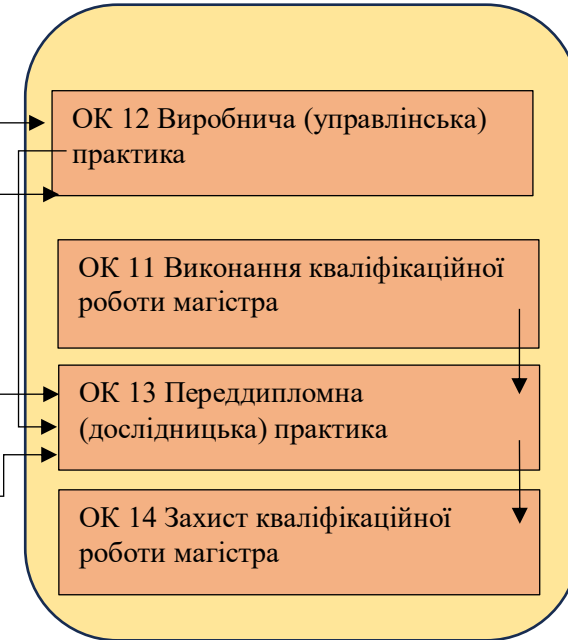 ОК 12 Виробнича (управлінська)
практика
ОК 11 Виконання кваліфікаційної
роботи магістра
ОК 13 Переддипломна
(дослідницька) практика
ОК 14 Захист кваліфікаційної
роботи магістра